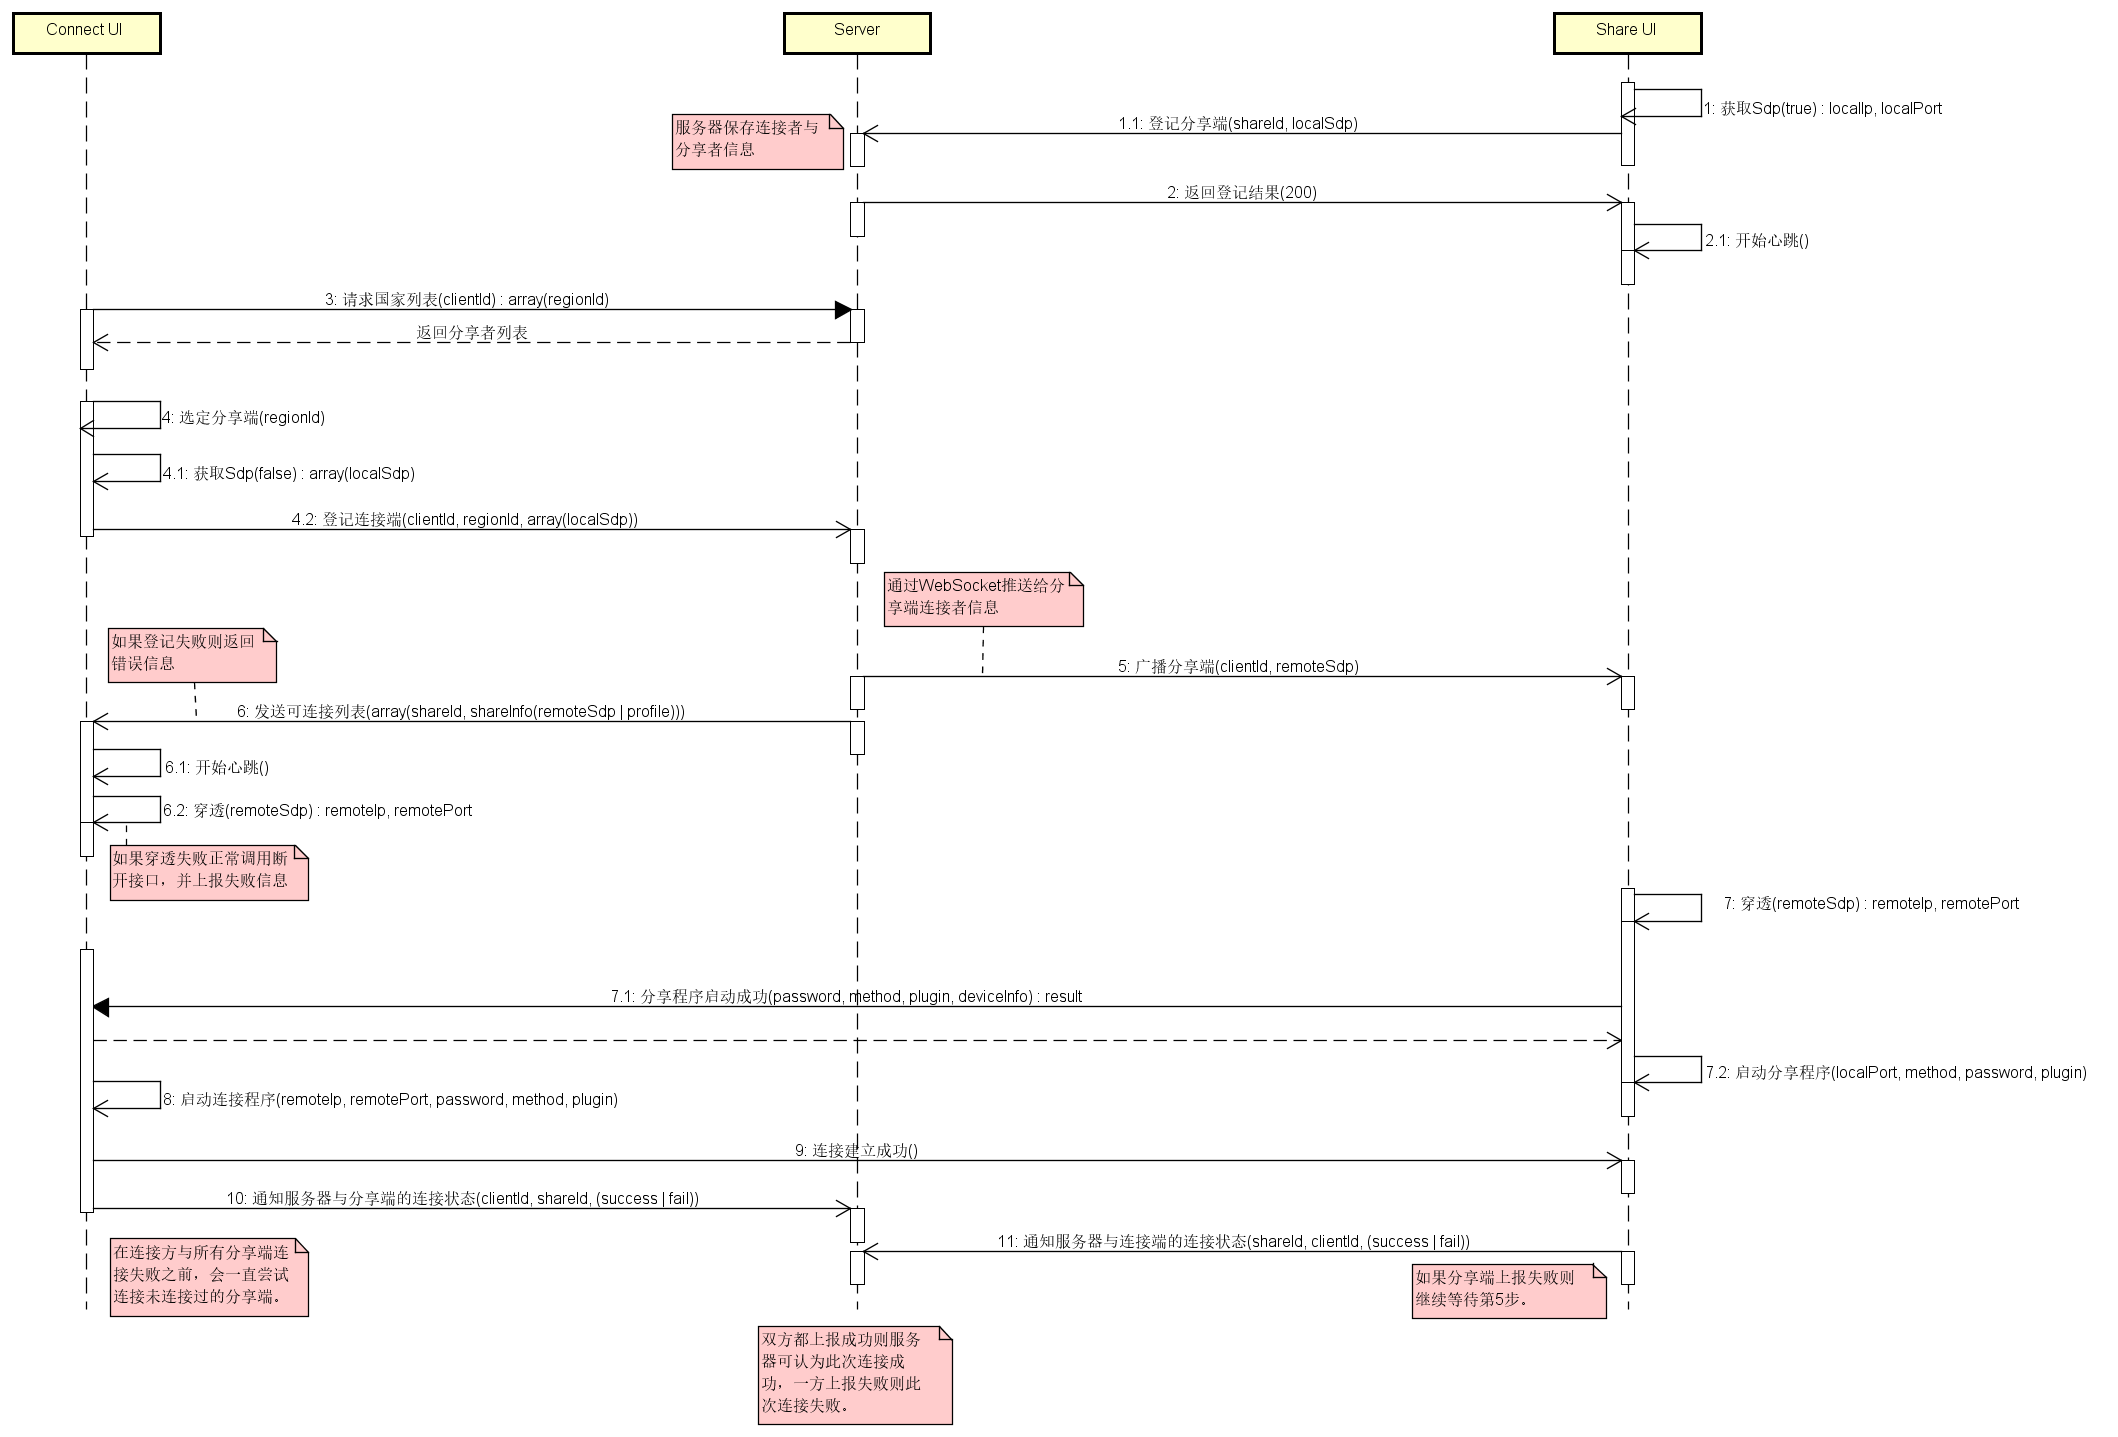 Connect UI
Server
Share UI
1: 获取Sdp(true) : localIp, localPort
1.1: 登记分享端(shareId, localSdp)
服务器保存连接者与
分享者信息
2: 返回登记结果(200)
2.1: 开始心跳()
3: 请求国家列表(clientId) : array(regionId)
返回分享者列表
4: 选定分享端(regionId)
4.1: 获取Sdp(false) : array(localSdp)
4.2: 登记连接端(clientId, regionId, array(localSdp))
通过WebSocket推送给分
享端连接者信息
如果登记失败则返回
错误信息
5: 广播分享端(clientId, remoteSdp)
6: 发送可连接列表(array(shareId, shareInfo(remoteSdp | profile)))
6.1: 开始心跳()
6.2: 穿透(remoteSdp) : remoteIp, remotePort
如果穿透失败正常调用断
开接口，并上报失败信息
7: 穿透(remoteSdp) : remoteIp, remotePort
7.1: 分享程序启动成功(password, method, plugin, deviceInfo) : result
7.2: 启动分享程序(localPort, method, password, plugin)
8: 启动连接程序(remoteIp, remotePort, password, method, plugin)
9: 连接建立成功()
10: 通知服务器与分享端的连接状态(clientId, shareId, (success | fail))
11: 通知服务器与连接端的连接状态(shareId, clientId, (success | fail))
在连接方与所有分享端连
接失败之前，会一直尝试
连接未连接过的分享端。
如果分享端上报失败则
继续等待第5步。
双方都上报成功则服务
器可认为此次连接成
功，一方上报失败则此
次连接失败。